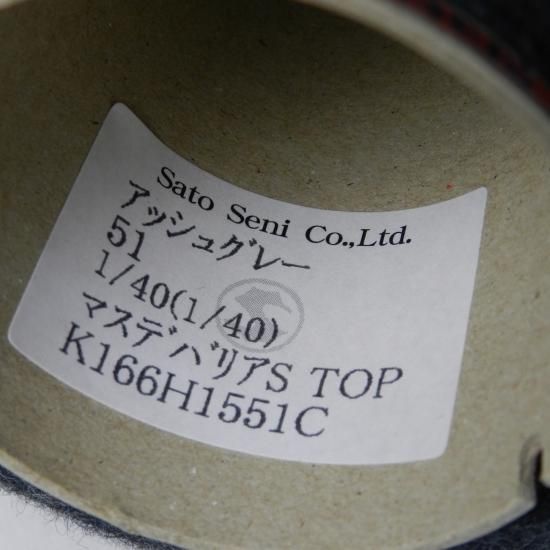 Sato Seni Co.,Ltd.
アッシュグレー
51
1/40(1/40)
マスデバリアS TOP
K166H1551C